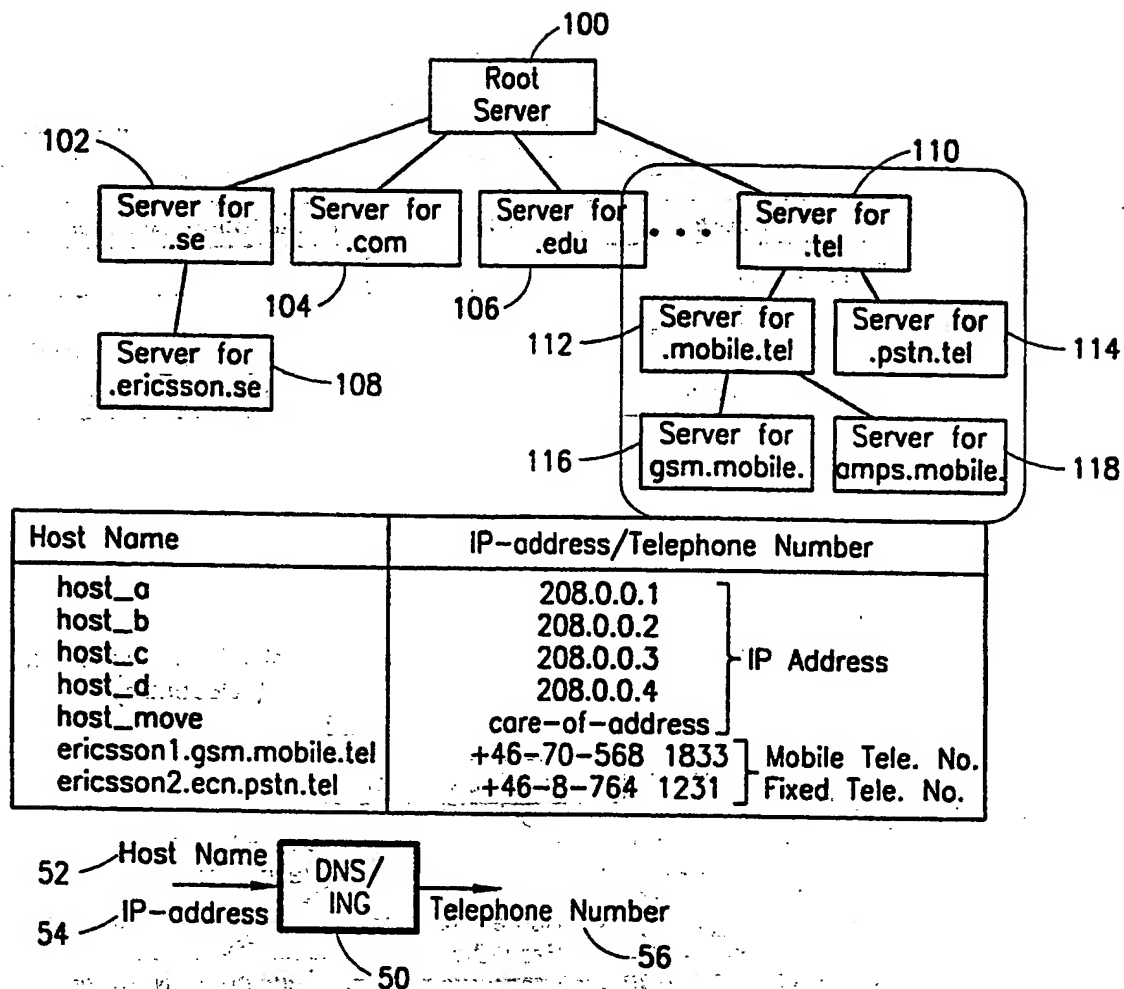 100
Root
Server
102
110
Server for
.se
Server for
.com
Server for
.edu
• • •
Server for
.tel
104
106
112
Server for
.mobile.tel
Server for
.pstn.tel
114
Server for
.ericsson.se
108
116
Server for
gsm.mobile.
Server for
amps.mobile.
118
Host Name
IP-address/Telephone Number
host_a
208.0.0.1
host_b
208.0.0.2
host_c
208.0.0.3
IP Address
host_d
208.0.0.4
host_move
care-of-address
ericsson1.gsm.mobile.tel
+46-70-568 1833
Mobile Tele. No.
ericsson2.ecn.pstn.tel
+46-8-764 1231
Fixed Tele. No.
52
Host Name
DNS/
ING
54
IP-address
Telephone Number
50
56